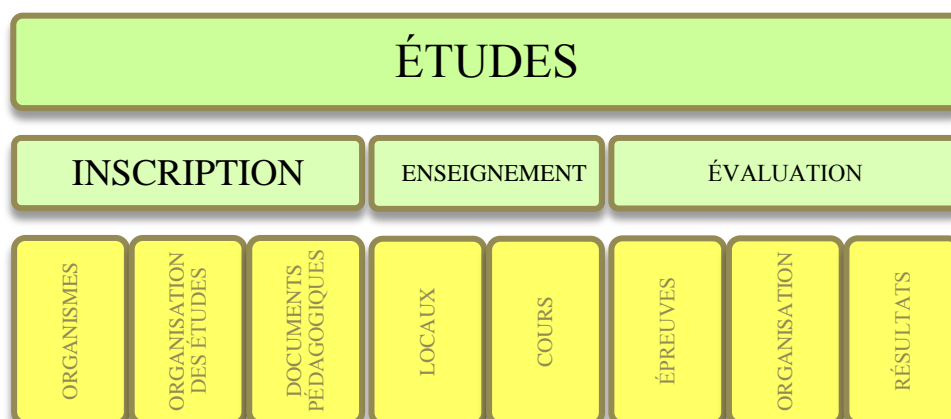 ÉTUDES
INSCRIPTION
ENSEIGNEMENT
ÉVALUATION
ORGANISMES
ORGANISATION
DES ÉTUDES
DOCUMENTS
PÉDAGOGIQUES
LOCAUX
COURS
ÉPREUVES
ORGANISATION
RÉSULTATS